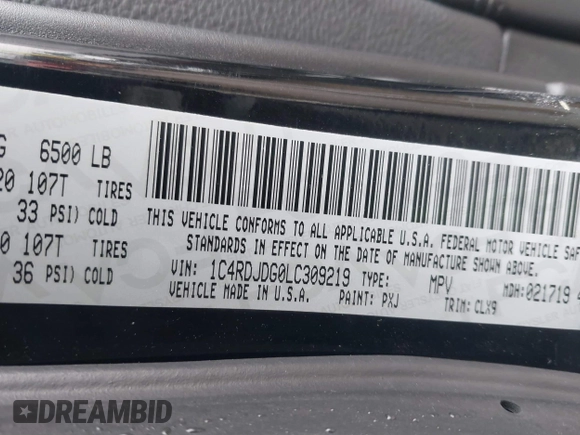 G 6500 LB
20 107T TIRES
33 PSI) COLD
0 107T TIRES
36 PSI) COLD
THIS VEHICLE CONFORMS TO ALL APPLICABLE U.S.A. FEDERAL MOTOR VEHICLE SAF
STANDARDS IN EFFECT ON THE DATE OF MANUFACTURE SHOWN ABOVE.
VIN: 1C4RDJDG0LC309219 TYPE: MPV MDH:021719
VEHICLE MADE IN U.S.A. PAINT: PXJ TRIM: CLX9
DREAMBID